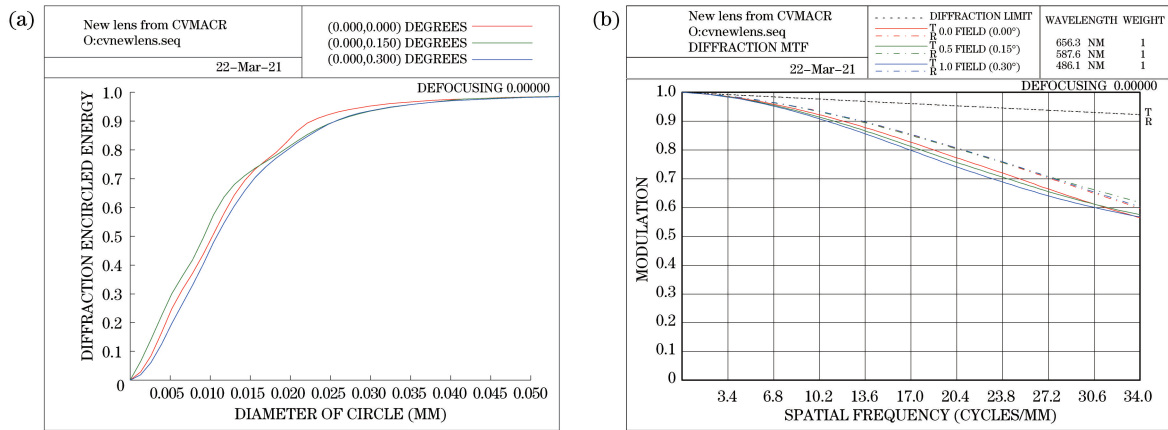 (a)
New lens from CVMACR
O:cvnewlens.seq
22-Mar-21
(0.000,0.000) DEGREES
(0.000,0.150) DEGREES
(0.000,0.300) DEGREES
DEFOCUSING 0.00000
DIFFRACTION ENCIRCLED ENERGY
1.0
0.9
0.8
0.7
0.6
0.5
0.4
0.3
0.2
0.1
0
0.005 0.010 0.015 0.020 0.025 0.030 0.035 0.040 0.045 0.050
DIAMETER OF CIRCLE (MM)
(b)
New lens from CVMACR
O:cvnewlens.seq
DIFFRACTION MTF
22-Mar-21
DIFFRACTION LIMIT
T
R 0.0 FIELD (0.00°)
T
R 0.5 FIELD (0.15°)
T
R 1.0 FIELD (0.30°)
WAVELENGTH WEIGHT
656.3 NM 1
587.6 NM 1
486.1 NM 1
DEFOCUSING 0.00000
MODULATION
1.0
0.9
0.8
0.7
0.6
0.5
0.4
0.3
0.2
0.1
0
T
R
3.4 6.8 10.2 13.6 17.0 20.4 23.8 27.2 30.6 34.0
SPATIAL FREQUENCY (CYCLES/MM)